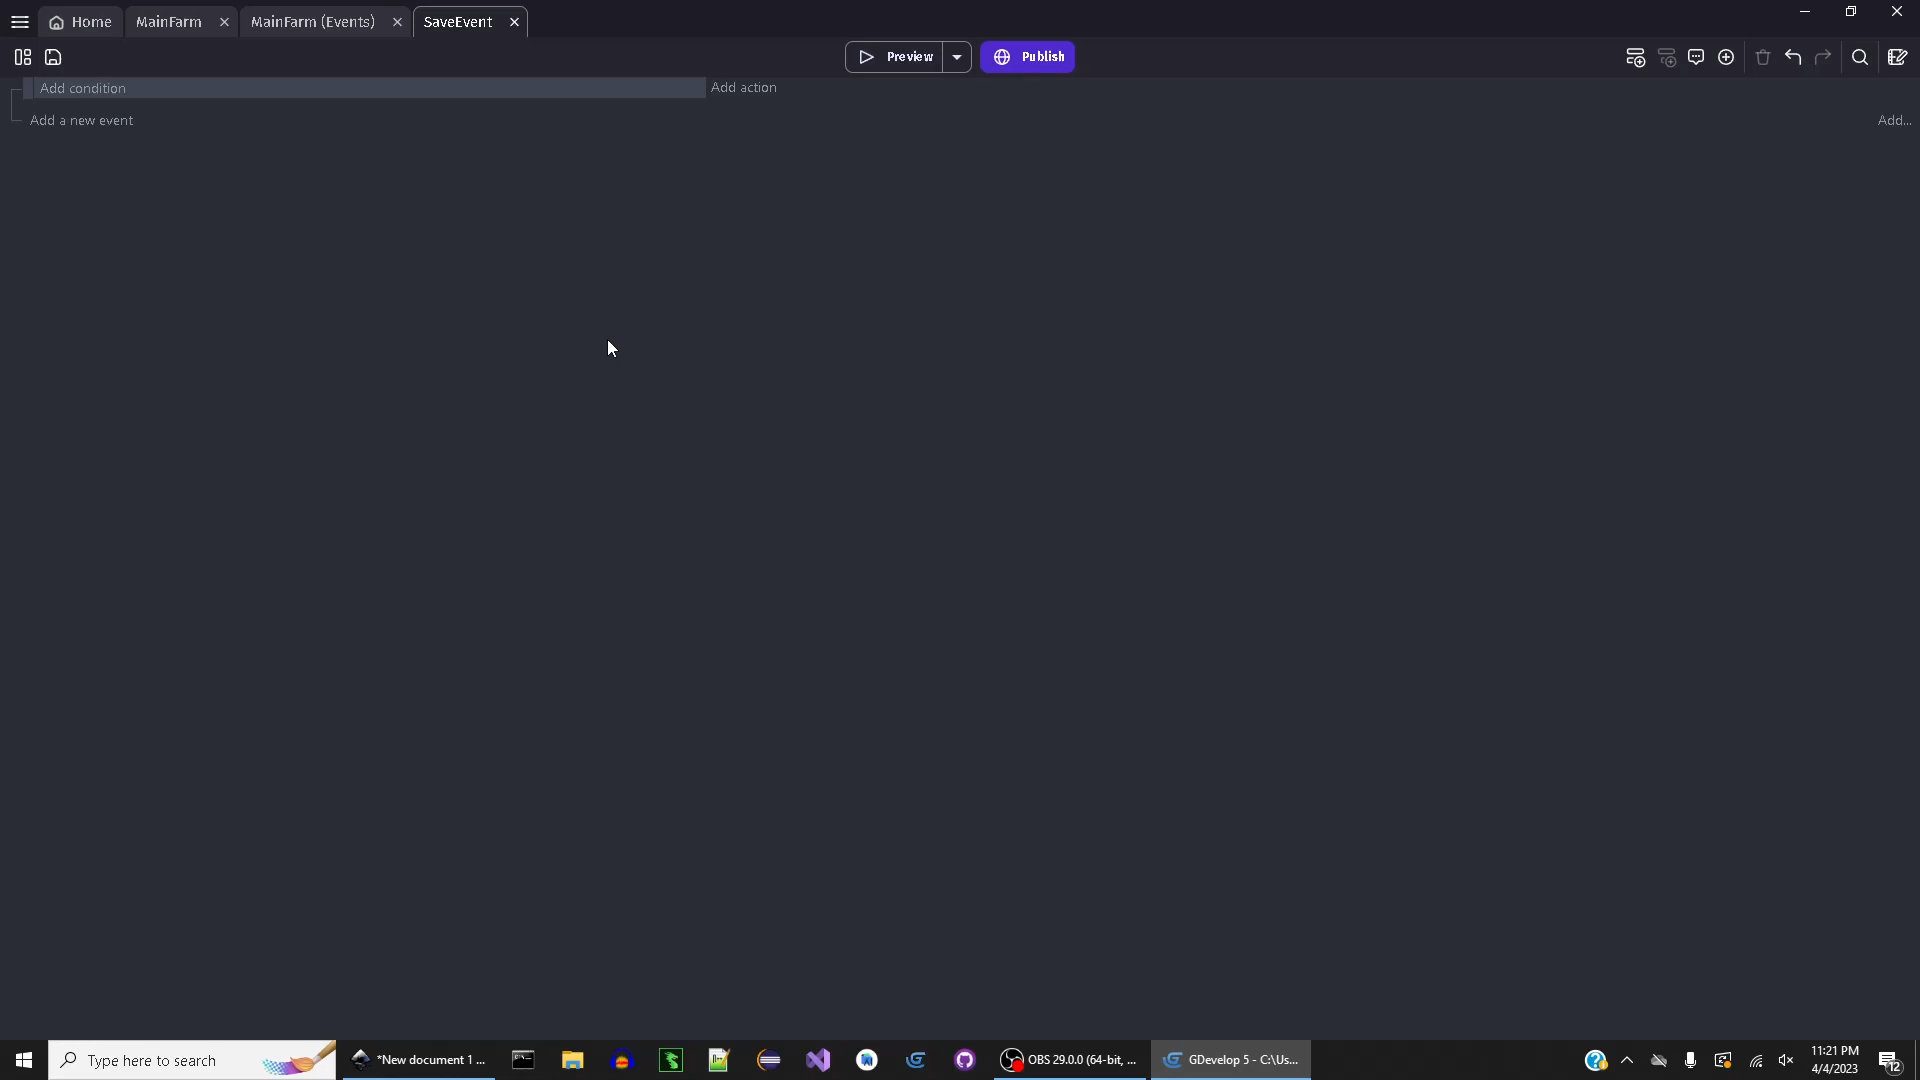 Home
MainFarm
MainFarm (Events)
SaveEvent
Preview
Publish
Add condition
Add action
Add a new event
Add...
Type here to search
*New document 1 ...
OBS 29.0.0 (64-bit, ...
GDevelop 5 - C:\Us...
11:21 PM
4/4/2023
12